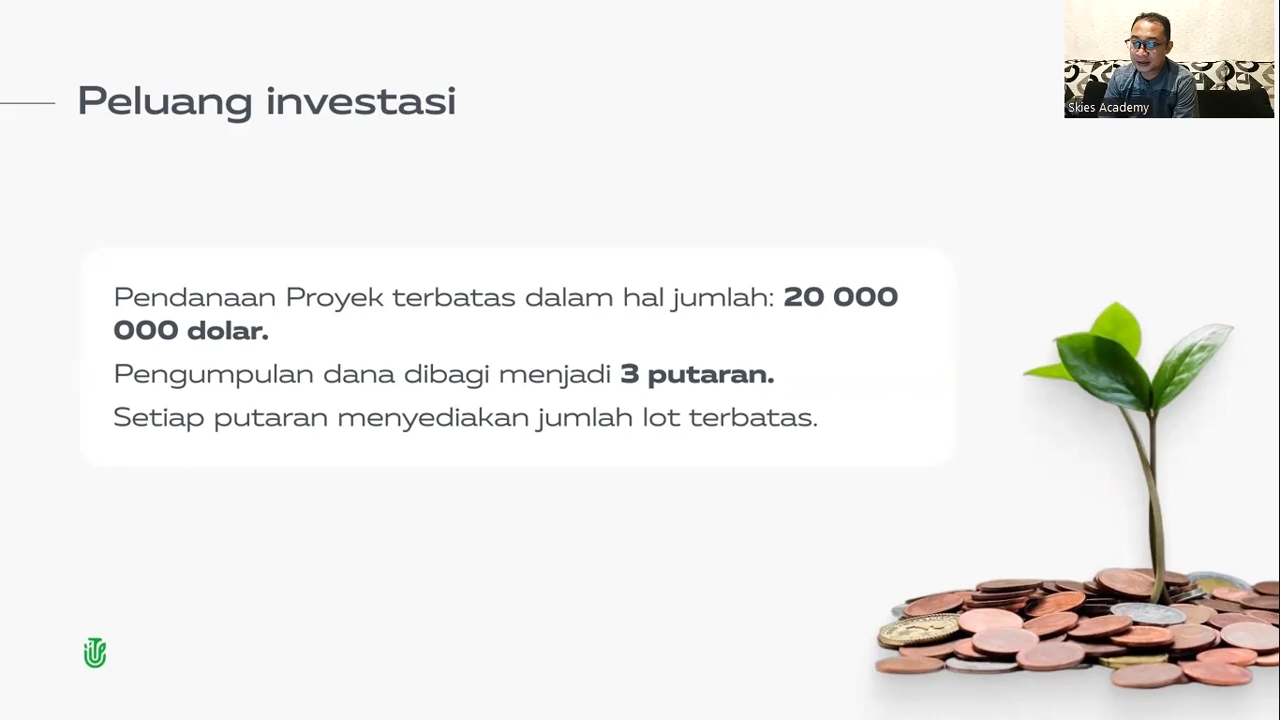 Peluang investasi
Skies Academy
Pendanaan Proyek terbatas dalam hal jumlah: 20 000
000 dolar.
Pengumpulan dana dibagi menjadi 3 putaran.
Setiap putaran menyediakan jumlah lot terbatas.